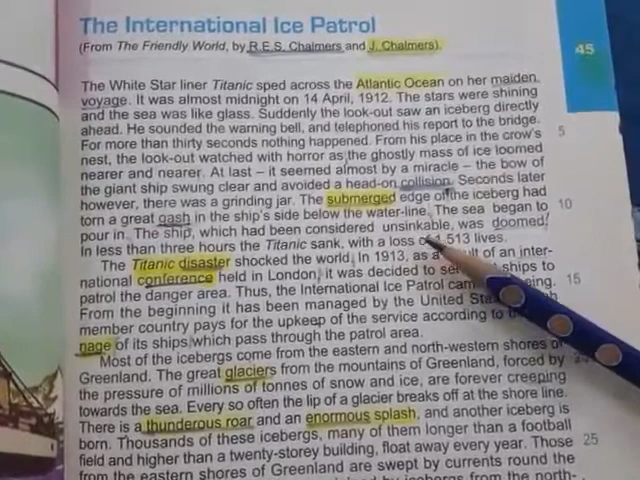 The International Ice Patrol
(From The Friendly World, by R.E.S. Chalmers and J. Chalmers).
45
The White Star liner Titanic sped across the Atlantic Ocean on her maiden
voyage. It was almost midnight on 14 April, 1912. The stars were shining
and the sea was like glass. Suddenly the look-out saw an iceberg directly
ahead. He sounded the warning bell, and telephoned his report to the bridge.
For more than thirty seconds nothing happened. From his place in the crow's 5
nest, the look-out watched with horror as the ghostly mass of ice loomed
nearer and nearer. At last – it seemed almost by a miracle – the bow of
the giant ship swung clear and avoided a head-on collision. Seconds later
however, there was a grinding jar. The submerged edge of the iceberg had
torn a great gash in the ship's side below the water-line. The sea began to 10
pour in. The ship, which had been considered unsinkable, was doomed!
In less than three hours the Titanic sank, with a loss of 1,513 lives.
The Titanic disaster shocked the world. In 1913, as a of an inter-
national conference held in London, it was decided to ships to 15
patrol the danger area. Thus, the International Ice Patrol
From the beginning it has been managed by the United
member country pays for the upkeep of the service according to
nage of its ships which pass through the patrol area.
Most of the icebergs come from the eastern and north-western shores of
Greenland. The great glaciers from the mountains of Greenland, forced by
the pressure of millions of tonnes of snow and ice, are forever creeping
towards the sea. Every so often the lip of a glacier breaks off at the shore line.
There is a thunderous roar and an enormous splash, and another iceberg is
born. Thousands of these icebergs, many of them longer than a football
field and higher than a twenty-storey building, float away every year. Those 25
from the eastern shores of Greenland are swept by currents round the